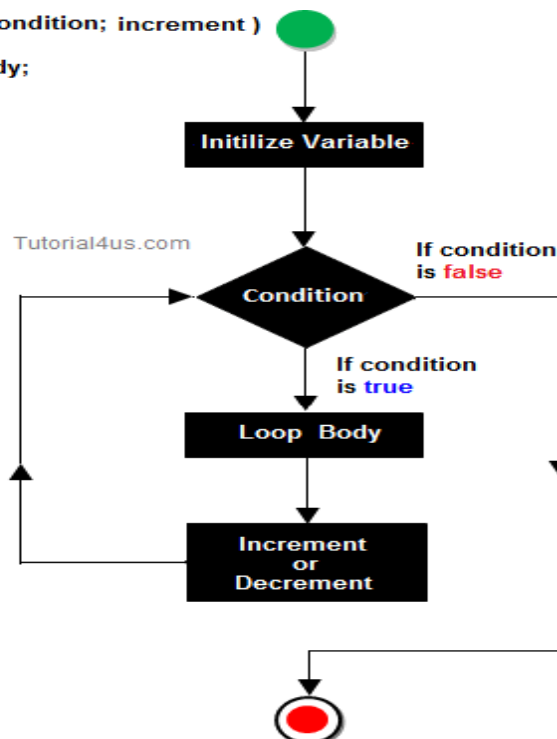 condition; increment )
dy;
Initilize Variable
Tutorial4us.com
If condition
is false
Condition
If condition
is true
Loop Body
Increment
or
Decrement